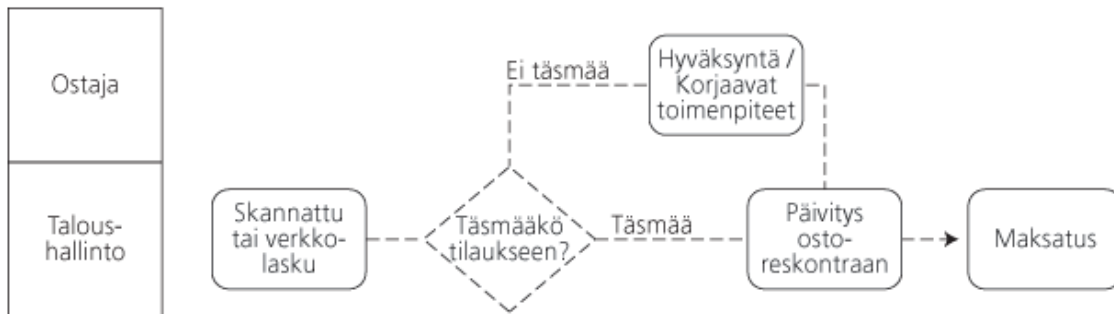 Ostaja
Ei täsmää
Hyväksyntä /
Korjaavat
toimenpiteet
Talous-
hallinto
Skannattu
tai verkko-
lasku
Täsmääkö
tilaukseen?
Täsmää
Päivitys
osto-
reskontraan
Maksatus